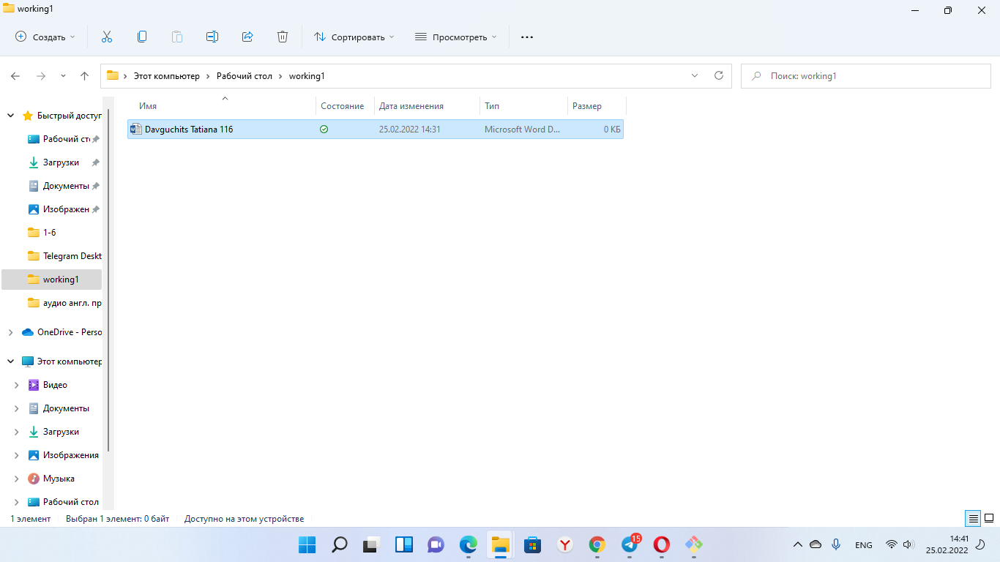 working1
Создать
Сортировать
Просмотреть
Этот компьютер
Рабочий стол
working1
Поиск: working1
Имя
Состояние
Дата изменения
Тип
Размер
Davguchits Tatiana 116
25.02.2022 14:31
Microsoft Word D...
0 КБ
Быстрый доступ
Рабочий сто
Загрузки
Документы
Изображен
1-6
Telegram Deskt
working1
аудио англ. пр
OneDrive - Perso
Этот компьютер
Видео
Документы
Загрузки
Изображения
Музыка
Рабочий стол
1 элемент
Выбран 1 элемент: 0 байт
Доступно на этом устройстве
15
ENG
14:41
25.02.2022